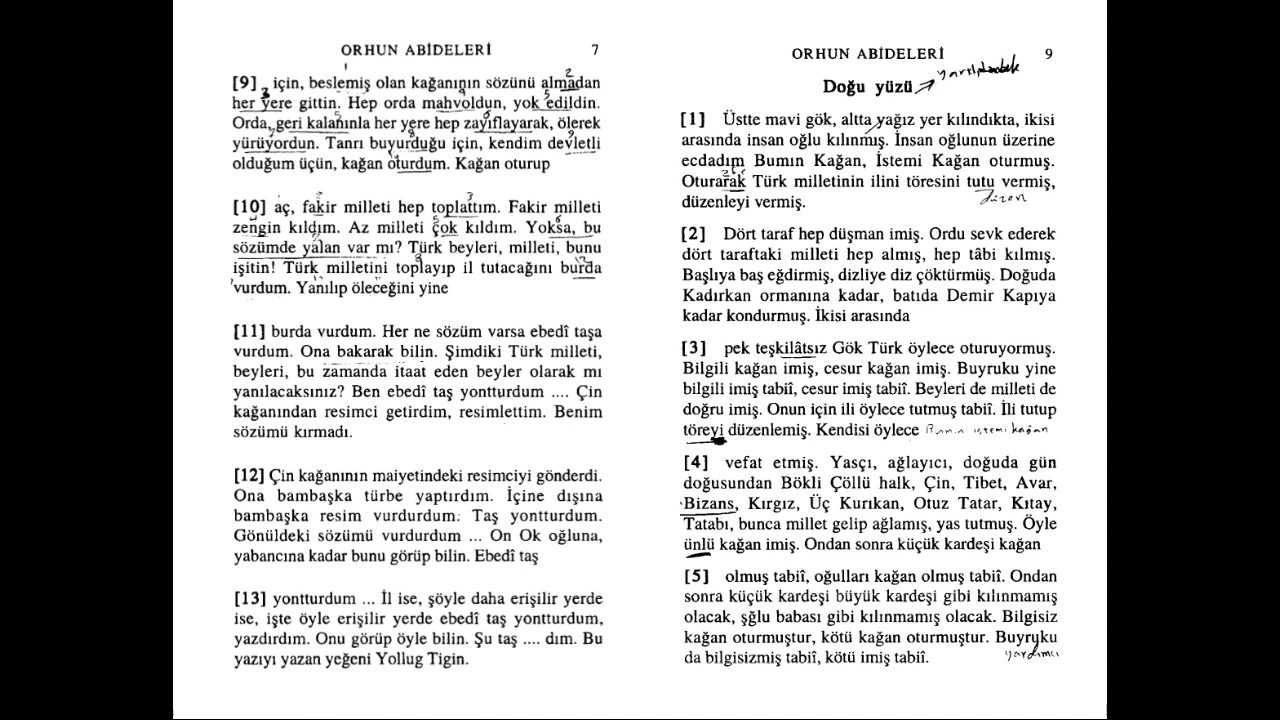 ORHUN ABİDELERİ 7
[9] için, beslemiş olan kağanının sözünü almadan
her yere gittin. Hep orda mahvoldun, yok edildin.
Orda, geri kalanınla her yere hep zayıflayarak, ölerek
yürüyordun. Tanrı buyurduğu için, kendim devletli
olduğum üçün, kağan oturdum. Kağan oturup
[10] aç, fakir milleti hep toplattım. Fakir milleti
zengin kıldım. Az milleti çok kıldım. Yoksa, bu
sözümde yalan var mı? Türk beyleri, milleti, bunu
işitin! Türk milletini toplayıp il tutacağını burda
vurdum. Yanılıp öleceğini yine
[11] burda vurdum. Her ne sözüm varsa ebedî taşa
vurdum. Ona bakarak bilin. Şimdiki Türk milleti,
beyleri, bu zamanda itaat eden beyler olarak mı
yanılacaksınız? Ben ebedî taş yontturdum .... Çin
kağanından resimci getirdim, resimlettim. Benim
sözümü kırmadı.
[12] Çin kağanının maiyetindeki resimciyi gönderdi.
Ona bambaşka türbe yaptırdım. İçine dışına
bambaşka resim vurdurdum. Taş yontturdum.
Gönüldeki sözümü vurdurdum ... On Ok oğluna,
yabancına kadar bunu görüp bilin. Ebedî taş
[13] yontturdum ... İl ise, şöyle daha erişilir yerde
ise, işte öyle erişilir yerde ebedî taş yontturdum,
yazdırdım. Onu görüp öyle bilin. Şu taş .... dım. Bu
yazıyı yazan yeğeni Yollug Tigin.
ORHUN ABİDELERİ 9
Doğu yüzü
[1] Üstte mavi gök, altta yağız yer kılındıkta, ikisi
arasında insan oğlu kılınmış. İnsan oğlunun üzerine
ecdadım Bumın Kağan, İstemi Kağan oturmuş.
Oturarak Türk milletinin ilini töresini tutu vermiş,
düzenleyi vermiş.
düzen
[2] Dört taraf hep düşman imiş. Ordu sevk ederek
dört taraftaki milleti hep almış, hep tâbi kılmış.
Başlıya baş eğdirmiş, dizliye diz çöktürmüş. Doğuda
Kadırkan ormanına kadar, batıda Demir Kapıya
kadar kondurmuş. İkisi arasında
[3] pek teşkilâtsız Gök Türk öylece oturuyormuş.
Bilgili kağan imiş, cesur kağan imiş. Buyruku yine
bilgili imiş tabiî, cesur imiş tabiî. Beyleri de milleti de
doğru imiş. Onun için ili öylece tutmuş tabiî. İli tutup
töreyi düzenlemiş. Kendisi öylece Bumin istemi kağan
[4] vefat etmiş. Yasçı, ağlayıcı, doğuda gün
doğusundan Bökli Çöllü halk, Çin, Tibet, Avar,
Bizans, Kırgız, Üç Kurıkan, Otuz Tatar, Kıtay,
Tatabı, bunca millet gelip ağlamış, yas tutmuş. Öyle
ünlü kağan imiş. Ondan sonra küçük kardeşi kağan
[5] olmuş tabiî, oğulları kağan olmuş tabiî. Ondan
sonra küçük kardeşi büyük kardeşi gibi kılınmamış
olacak, şğlu babası gibi kılınmamış olacak. Bilgisiz
kağan oturmuştur, kötü kağan oturmuştur. Buyruku
da bilgisizmiş tabiî, kötü imiş tabiî.
yardımcı